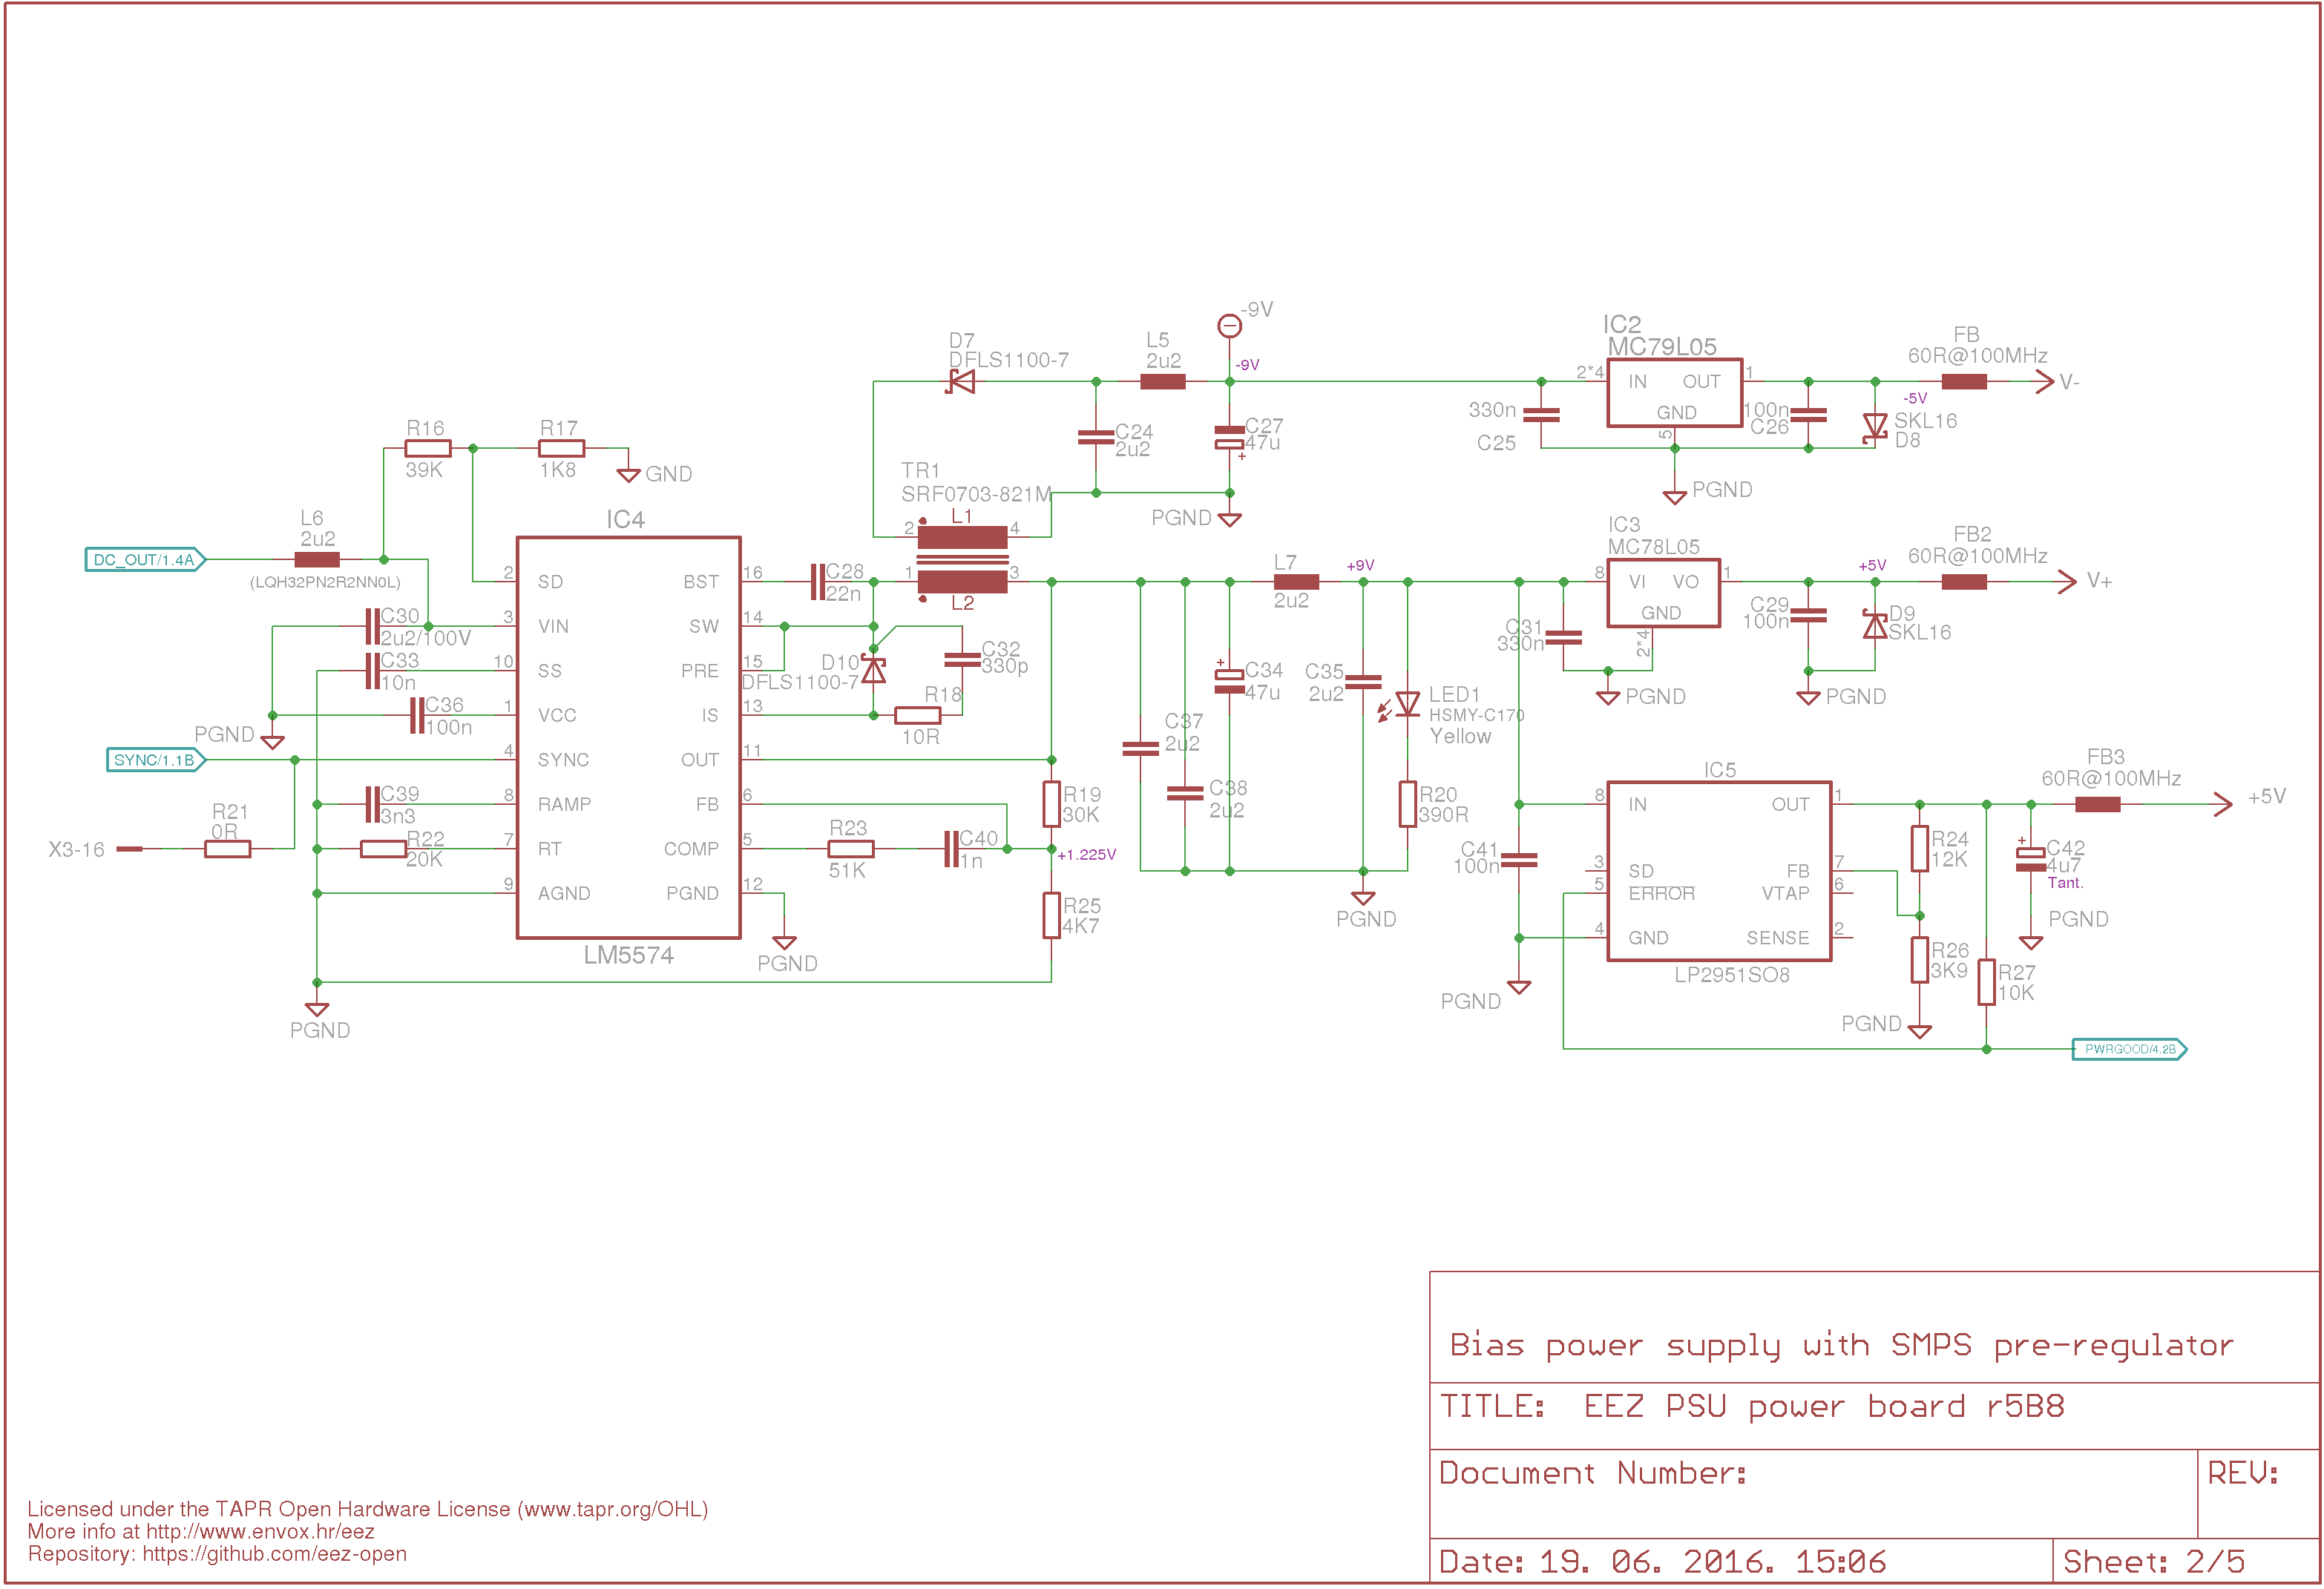 -9V
D7
DFLS1100-7
L5
2u2
-9V
IC2
MC79L05
2*4
IN
OUT
1
GND
5
330n
C25
100n
C26
-5V
SKL16
D8
FB
60R@100MHz
V-
C24
2u2
C27
47u
+
PGND
PGND
R16
39K
R17
1K8
GND
TR1
SRF0703-821M
2
L1
4
1
L2
3
L6
2u2
DC_OUT/1.4A
(LQH32PN2R2NN0L)
IC4
2
SD
3
VIN
10
SS
1
VCC
4
SYNC
8
RAMP
7
RT
9
AGND
BST
16
SW
14
PRE
15
IS
13
OUT
11
FB
6
COMP
5
PGND
12
LM5574
C30
2u2/100V
C33
10n
C36
100n
PGND
SYNC/1.1B
C39
3n3
R21
0R
X3-16
R22
20K
PGND
C28
22n
D10
DFLS1100-7
C32
330p
R18
10R
R19
30K
R23
51K
C40
1n
+1.225V
R25
4K7
PGND
L7
2u2
+9V
C37
2u2
C38
2u2
+
C34
47u
C35
2u2
LED1
HSMY-C170
Yellow
R20
390R
PGND
IC3
MC78L05
8
VI
VO
1
GND
2*4
C31
330n
PGND
C29
100n
+5V
D9
SKL16
PGND
FB2
60R@100MHz
V+
IC5
8
IN
3
SD
5
ERROR
4
GND
OUT
1
FB
7
VTAP
6
SENSE
2
LP2951SO8
C41
100n
PGND
R24
12K
R26
3K9
PGND
R27
10K
+
C42
4u7
Tant.
PGND
FB3
60R@100MHz
+5V
PWRGOOD/4.2B
Bias power supply with SMPS pre-regulator
TITLE: EEZ PSU power board r5B8
Document Number:
REV:
Date: 19. 06. 2016. 15:06
Sheet: 2/5
Licensed under the TAPR Open Hardware License (www.tapr.org/OHL)
More info at http://www.envox.hr/eez
Repository: https://github.com/eez-open